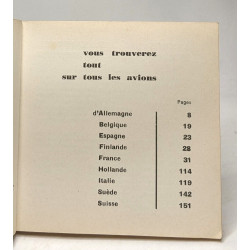 vous trouverez
tout
sur tous les avions
Pages
d'Allemagne 8
Belgique 19
Espagne 23
Finlande 28
France 31
Hollande 114
Italie 119
Suède 142
Suisse 151